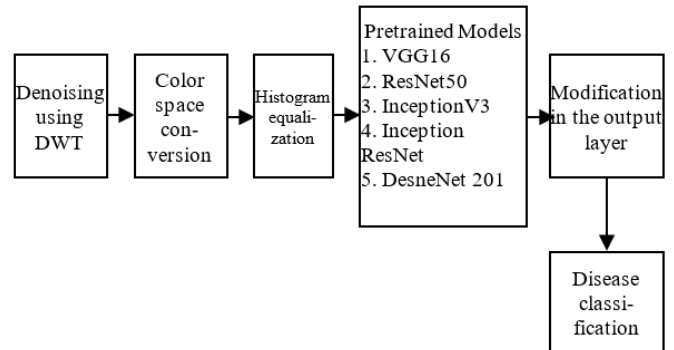 Denoising
using
DWT
Color
space
con-
version
Histogram
equali-
zation
Pretrained Models
1. VGG16
2. ResNet50
3. InceptionV3
4. Inception
ResNet
5. DesneNet 201
Modification
in the output
layer
Disease
classi-
fication